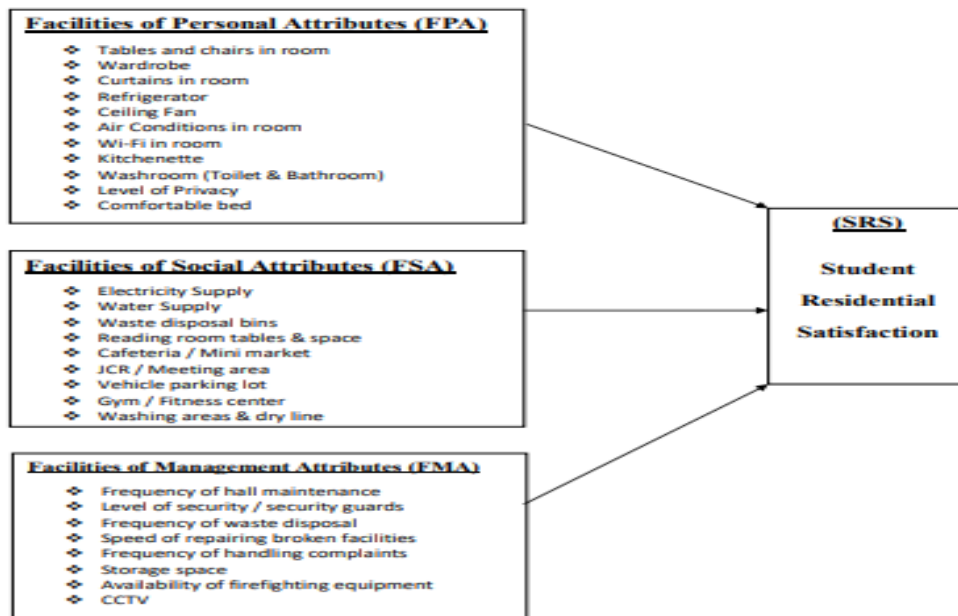 Facilities of Personal Attributes (FPA)
❖ Tables and chairs in room
❖ Wardrobe
❖ Curtains in room
❖ Refrigerator
❖ Ceiling Fan
❖ Air Conditions in room
❖ Wi-Fi in room
❖ Kitchenette
❖ Washroom (Toilet & Bathroom)
❖ Level of Privacy
❖ Comfortable bed
Facilities of Social Attributes (FSA)
❖ Electricity Supply
❖ Water Supply
❖ Waste disposal bins
❖ Reading room tables & space
❖ Cafeteria / Mini market
❖ JCR / Meeting area
❖ Vehicle parking lot
❖ Gym / Fitness center
❖ Washing areas & dry line
Facilities of Management Attributes (FMA)
❖ Frequency of hall maintenance
❖ Level of security / security guards
❖ Frequency of waste disposal
❖ Speed of repairing broken facilities
❖ Frequency of handling complaints
❖ Storage space
❖ Availability of firefighting equipment
❖ CCTV
(SRS)
Student
Residential
Satisfaction